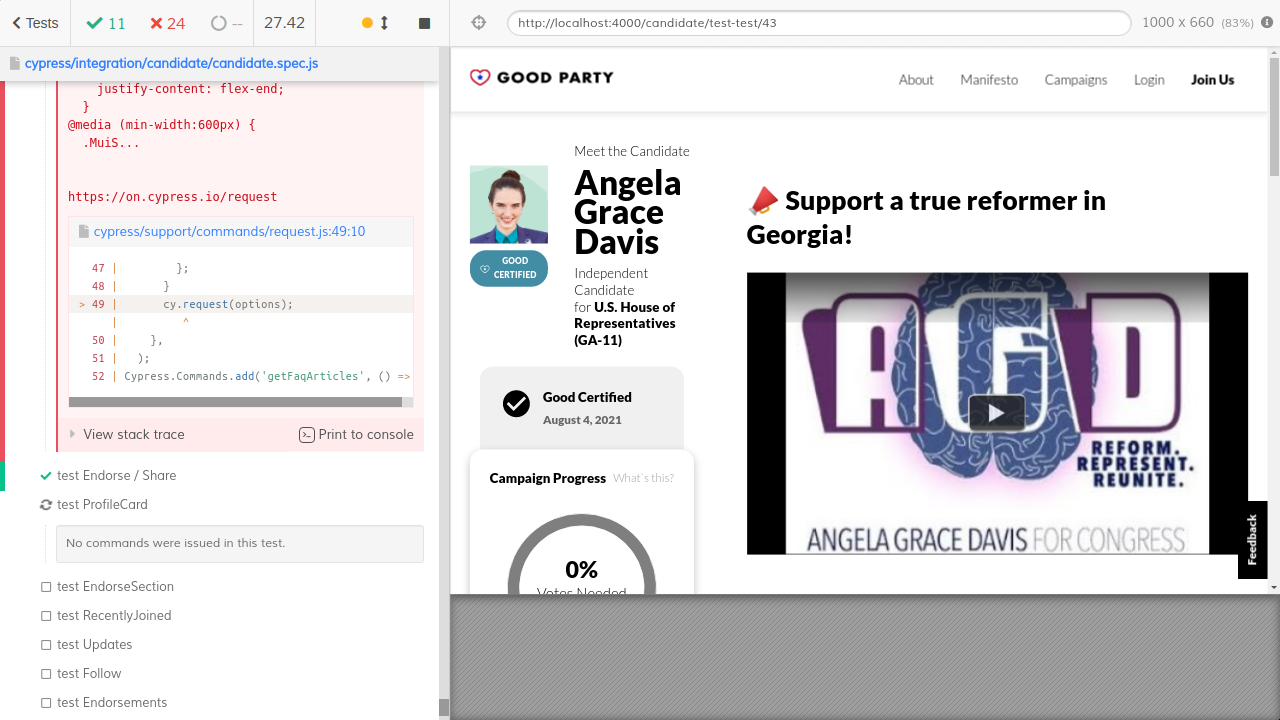 Tests
11
24
--
27.42
http://localhost:4000/candidate/test-test/43
1000 x 660 (83%)
cypress/integration/candidate/candidate.spec.js
justify-content: flex-end;
}
@media (min-width:600px) {
.MuiS...
https://on.cypress.io/request
cypress/support/commands/request.js:49:10
47 | };
48 | }
> 49 | cy.request(options);
| ^
50 | },
51 | );
52 | Cypress.Commands.add('getFaqArticles', () =>
View stack trace
Print to console
test Endorse / Share
test ProfileCard
No commands were issued in this test.
test EndorseSection
test RecentlyJoined
test Updates
test Follow
test Endorsements
GOOD PARTY
About
Manifesto
Campaigns
Login
Join Us
Meet the Candidate
Angela
Grace
Davis
GOOD
CERTIFIED
Independent
Candidate
for U.S. House of
Representatives
(GA-11)
Good Certified
August 4, 2021
Campaign Progress What's this?
0%
Votes Needed
Support a true reformer in
Georgia!
AGD
REFORM.
REPRESENT.
REUNITE.
ANGELA GRACE DAVIS FOR CONGRESS
Feedback